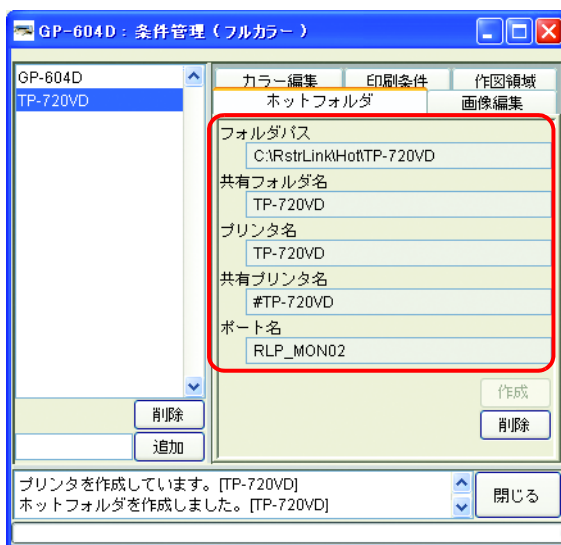 GP-604D：条件管理（フルカラー）
GP-604D
TP-720VD
カラー編集 印刷条件 作図領域
ホットフォルダ 画像編集
フォルダパス
C:\RstrLink\Hot\TP-720VD
共有フォルダ名
TP-720VD
プリンタ名
TP-720VD
共有プリンタ名
#TP-720VD
ポート名
RLP_MON02
作成
削除
削除
追加
プリンタを作成しています。[TP-720VD]
ホットフォルダを作成しました。[TP-720VD]
閉じる